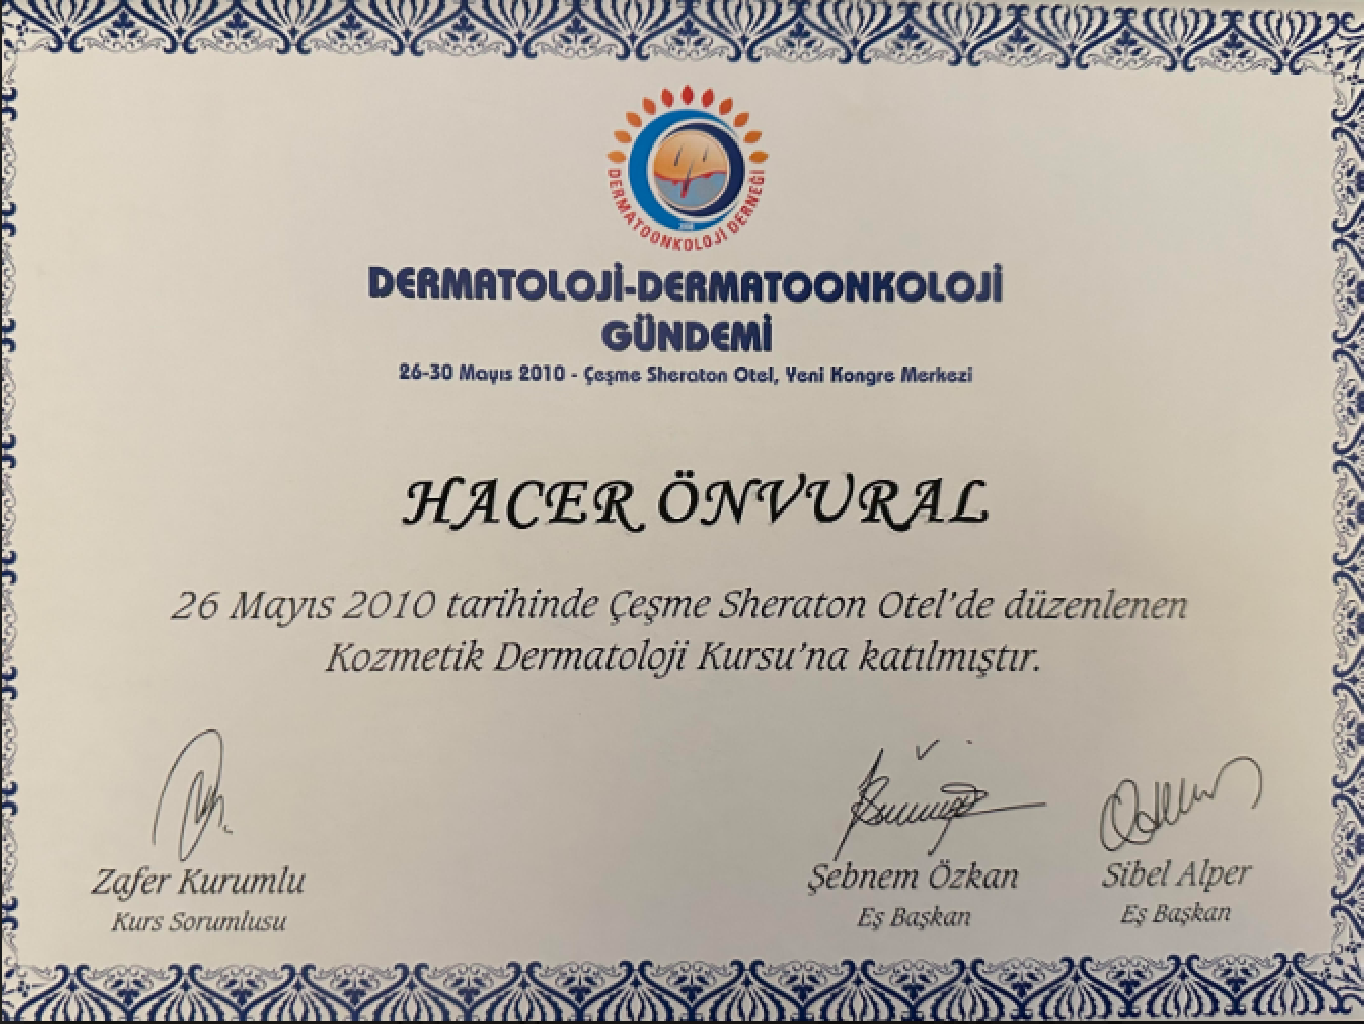 DERMATOONKOLOJİ DERNEĞİ
DERMATOLOJİ-DERMATOONKOLOJİ
GÜNDEMİ
26-30 Mayıs 2010 - Çeşme Sheraton Otel, Yeni Kongre Merkezi
HACER ÖNVURAL
26 Mayıs 2010 tarihinde Çeşme Sheraton Otel'de düzenlenen
Kozmetik Dermatoloji Kursu'na katılmıştır.
Zafer Kurumlu
Kurs Sorumlusu
Şebnem Özkan
Eş Başkan
Sibel Alper
Eş Başkan